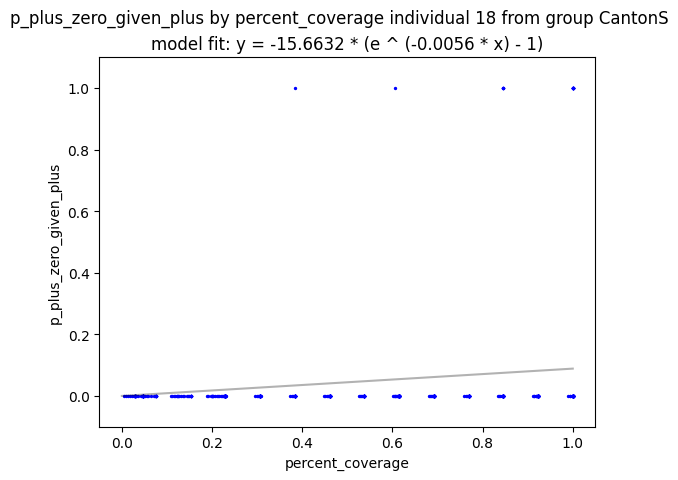 p_plus_zero_given_plus by percent_coverage individual 18 from group CantonS
model fit: y = -15.6632 * (e ^ (-0.0056 * x) - 1)
1.0
0.8
0.6
0.4
0.2
0.0
p_plus_zero_given_plus
0.0 0.2 0.4 0.6 0.8 1.0
percent_coverage